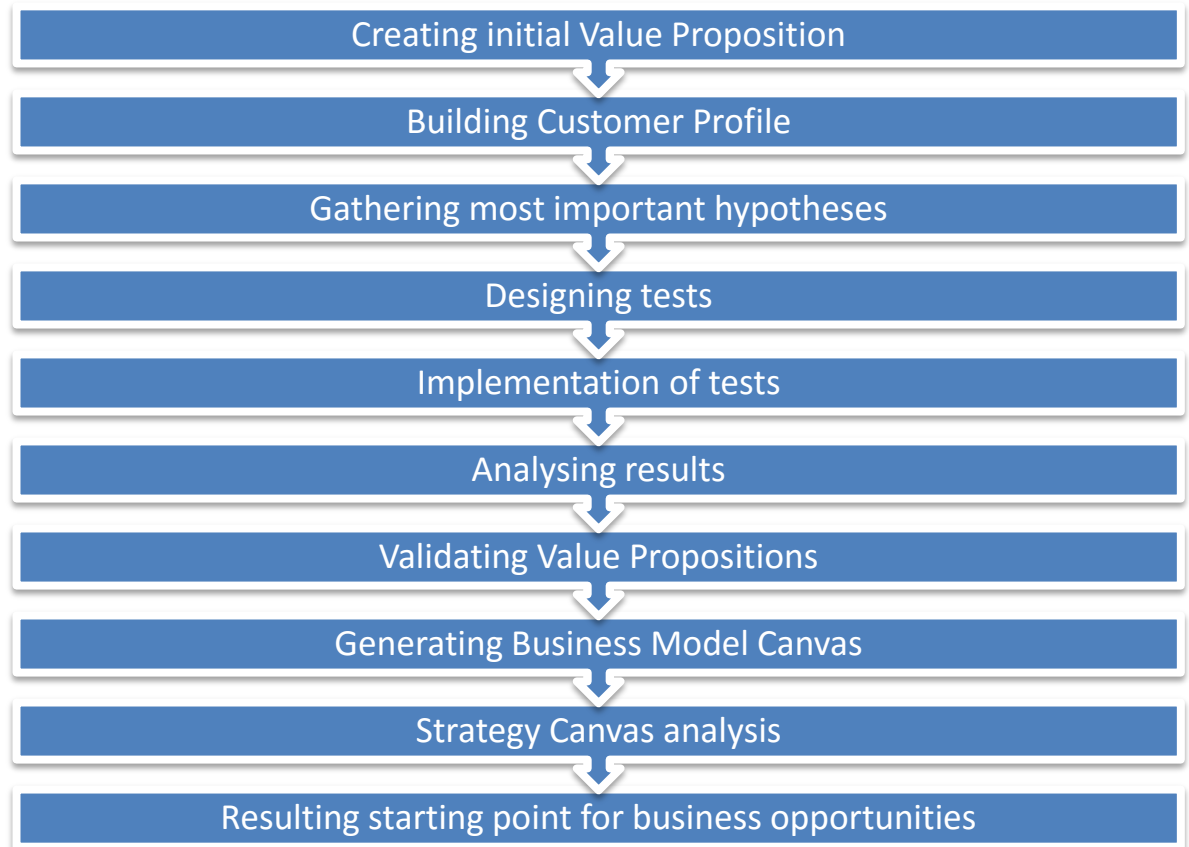 Creating initial Value Proposition
Building Customer Profile
Gathering most important hypotheses
Designing tests
Implementation of tests
Analysing results
Validating Value Propositions
Generating Business Model Canvas
Strategy Canvas analysis
Resulting starting point for business opportunities